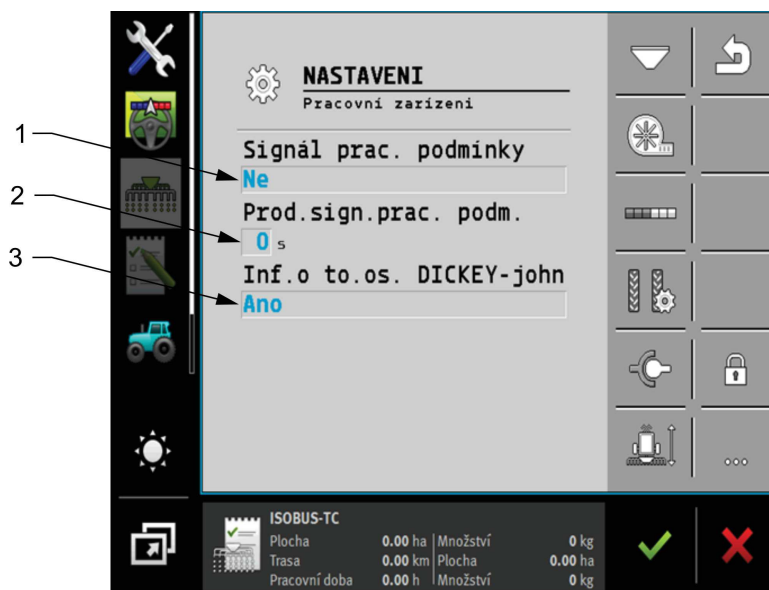 NASTAVENI
Pracovní zarízeni
1
Signál prac. podminky
Ne
2
Prod.sign.prac. podm.
0 s
3
Inf.o to.os. DICKEY-john
Ano
ISOBUS-TC
Plocha 0.00 ha Množství 0 kg
Trasa 0.00 km Plocha 0.00 ha
Pracovní doba 0.00 h Množství 0 kg